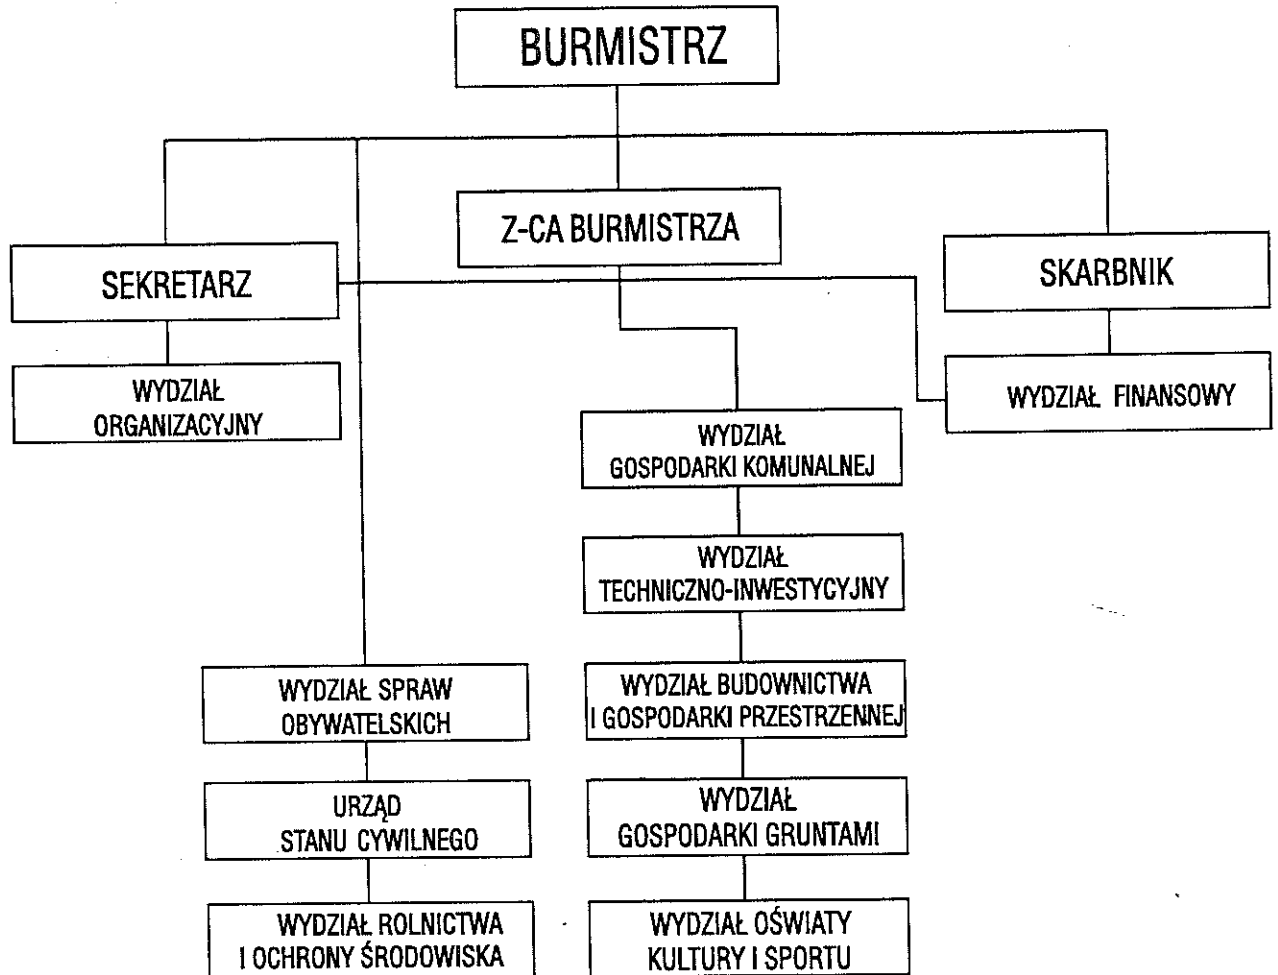 BURMISTRZ
Z-CA BURMISTRZA
SEKRETARZ
SKARBNIK
WYDZIAŁ
ORGANIZACYJNY
WYDZIAŁ FINANSOWY
WYDZIAŁ
GOSPODARKI KOMUNALNEJ
WYDZIAŁ
TECHNICZNO-INWESTYCYJNY
WYDZIAŁ SPRAW
OBYWATELSKICH
WYDZIAŁ BUDOWNICTWA
I GOSPODARKI PRZESTRZENNEJ
URZĄD
STANU CYWILNEGO
WYDZIAŁ
GOSPODARKI GRUNTAMI
WYDZIAŁ ROLNICTWA
I OCHRONY ŚRODOWISKA
WYDZIAŁ OŚWIATY
KULTURY I SPORTU